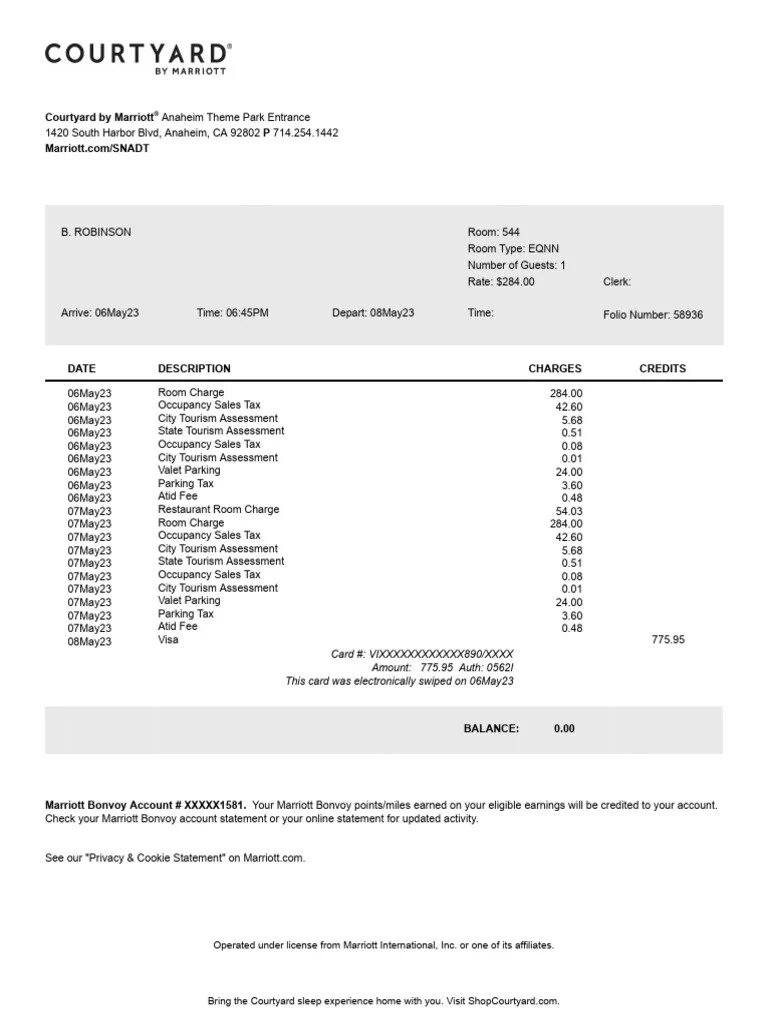 COURTYARD®
BY MARRIOTT
Courtyard by Marriott® Anaheim Theme Park Entrance
1420 South Harbor Blvd, Anaheim, CA 92802 P 714.254.1442
Marriott.com/SNADT
B. ROBINSON Room: 544
Room Type: EQNN
Number of Guests: 1
Rate: $284.00 Clerk:
Arrive: 06May23 Time: 06:45PM Depart: 08May23 Time: Folio Number: 58936
DATE DESCRIPTION CHARGES CREDITS
06May23 Room Charge 284.00
06May23 Occupancy Sales Tax 42.60
06May23 City Tourism Assessment 5.68
06May23 State Tourism Assessment 0.51
06May23 Occupancy Sales Tax 0.08
06May23 City Tourism Assessment 0.01
06May23 Valet Parking 24.00
06May23 Parking Tax 3.60
06May23 Atid Fee 0.48
07May23 Restaurant Room Charge 54.03
07May23 Room Charge 284.00
07May23 Occupancy Sales Tax 42.60
07May23 City Tourism Assessment 5.68
07May23 State Tourism Assessment 0.51
07May23 Occupancy Sales Tax 0.08
07May23 City Tourism Assessment 0.01
07May23 Valet Parking 24.00
07May23 Parking Tax 3.60
07May23 Atid Fee 0.48
08May23 Visa 775.95
Card #: VIXXXXXXXXXXXX890/XXXX
Amount: 775.95 Auth: 0562I
This card was electronically swiped on 06May23
BALANCE: 0.00
Marriott Bonvoy Account # XXXXX1581. Your Marriott Bonvoy points/miles earned on your eligible earnings will be credited to your account.
Check your Marriott Bonvoy account statement or your online statement for updated activity.
See our "Privacy & Cookie Statement" on Marriott.com.
Operated under license from Marriott International, Inc. or one of its affiliates.
Bring the Courtyard sleep experience home with you. Visit ShopCourtyard.com.